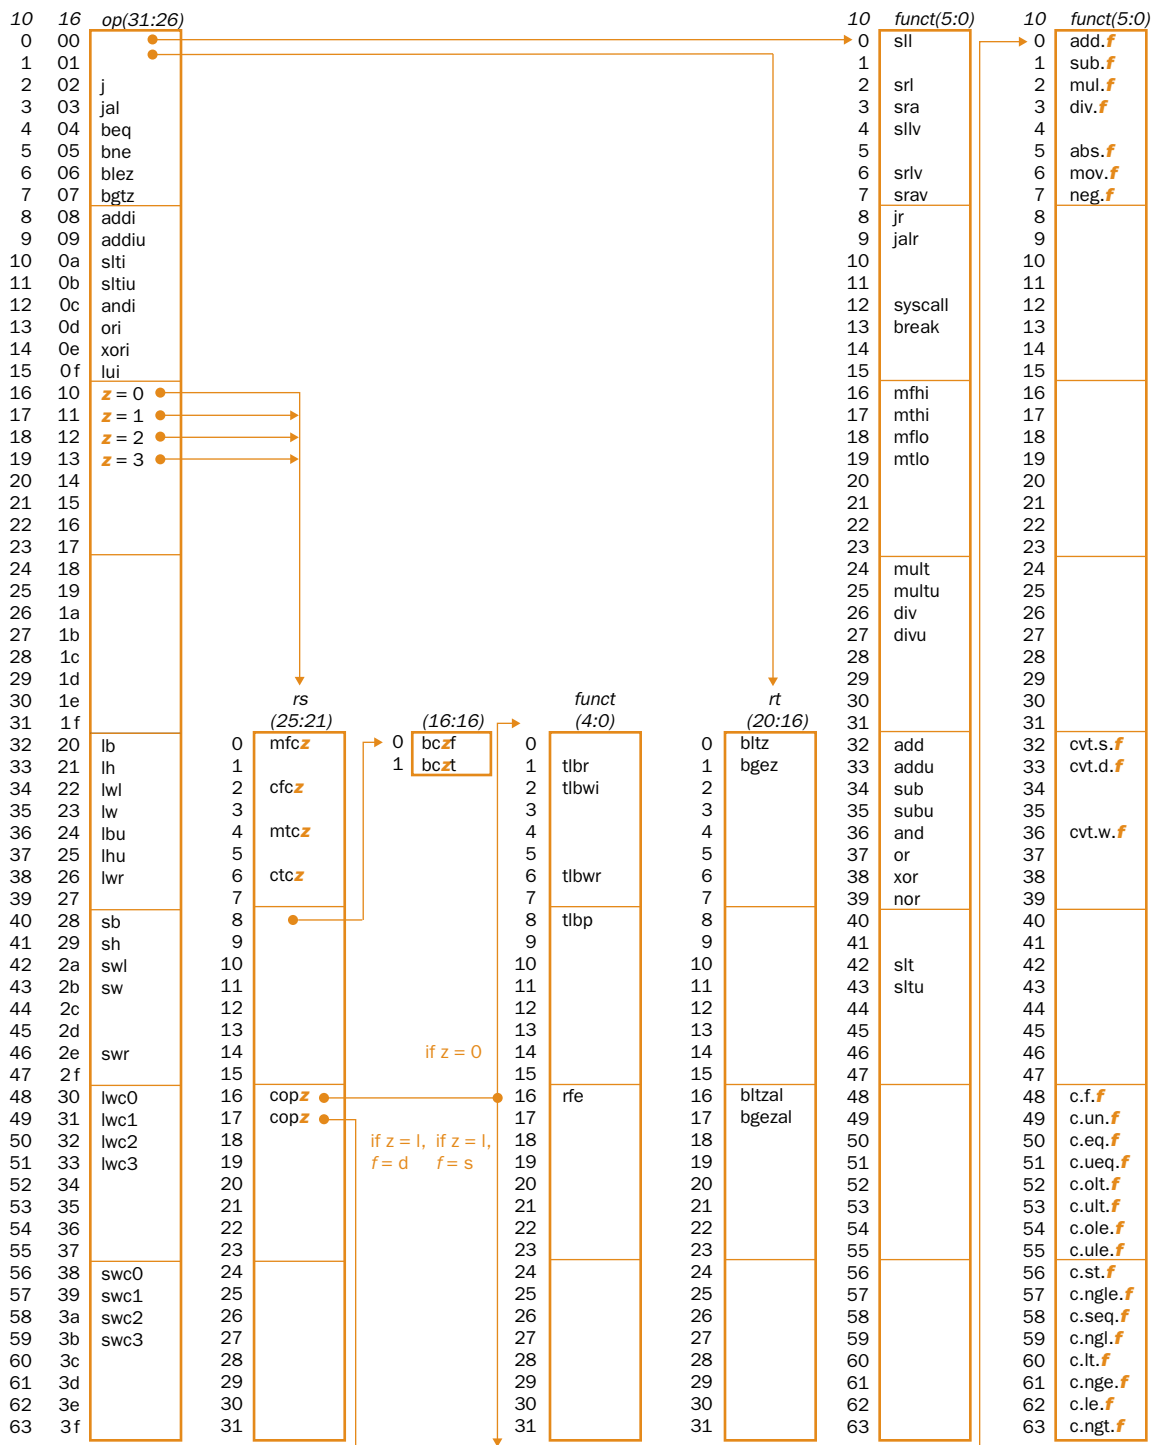 10 16 op(31:26) 10 funct(5:0) 10 funct(5:0)
0 00 0 sll 0 add.f
1 01 1 1 sub.f
2 02 j 2 srl 2 mul.f
3 03 jal 3 sra 3 div.f
4 04 beq 4 sllv 4
5 05 bne 5 5 abs.f
6 06 blez 6 srlv 6 mov.f
7 07 bgtz 7 srav 7 neg.f
8 08 addi 8 jr 8
9 09 addiu 9 jalr 9
10 0a slti 10 10
11 0b sltiu 11 11
12 0c andi 12 syscall 12
13 0d ori 13 break 13
14 0e xori 14 14
15 0f lui 15 15
16 10 z = 0 16 mfhi 16
17 11 z = 1 17 mthi 17
18 12 z = 2 18 mflo 18
19 13 z = 3 19 mtlo 19
20 14 20 20
21 15 21 21
22 16 22 22
23 17 23 23
24 18 24 mult 24
25 19 25 multu 25
26 1a 26 div 26
27 1b 27 divu 27
28 1c 28 28
29 1d 29 29
30 1e rs funct rt 30 30
31 1f (25:21) (16:16) (4:0) (20:16) 31 31
32 20 lb 0 mfcz 0 bczf 0 0 bltz 32 add 32 cvt.s.f
33 21 lh 1 1 bczt 1 tlbr 1 bgez 33 addu 33 cvt.d.f
34 22 lwl 2 cfcz 2 tlbwi 2 34 sub 34
35 23 lw 3 3 3 35 subu 35
36 24 lbu 4 mtcz 4 4 36 and 36 cvt.w.f
37 25 lhu 5 5 5 37 or 37
38 26 lwr 6 ctcz 6 tlbwr 6 38 xor 38
39 27 7 7 7 39 nor 39
40 28 sb 8 8 tlbp 8 40 40
41 29 sh 9 9 9 41 41
42 2a swl 10 10 10 42 slt 42
43 2b sw 11 11 11 43 sltu 43
44 2c 12 12 12 44 44
45 2d 13 13 13 45 45
46 2e swr 14 if z = 0 14 14 46 46
47 2f 15 15 15 47 47
48 30 lwc0 16 copz 16 rfe 16 bltzal 48 48 c.f.f
49 31 lwc1 17 copz 17 17 bgezal 49 49 c.un.f
50 32 lwc2 18 if z = l, if z = l, 18 18 50 50 c.eq.f
51 33 lwc3 19 f = d f = s 19 19 51 51 c.ueq.f
52 34 20 20 20 52 52 c.olt.f
53 35 21 21 21 53 53 c.ult.f
54 36 22 22 22 54 54 c.ole.f
55 37 23 23 23 55 55 c.ule.f
56 38 swc0 24 24 24 56 56 c.st.f
57 39 swc1 25 25 25 57 57 c.ngle.f
58 3a swc2 26 26 26 58 58 c.seq.f
59 3b swc3 27 27 27 59 59 c.ngl.f
60 3c 28 28 28 60 60 c.lt.f
61 3d 29 29 29 61 61 c.nge.f
62 3e 30 30 30 62 62 c.le.f
63 3f 31 31 31 63 63 c.ngt.f